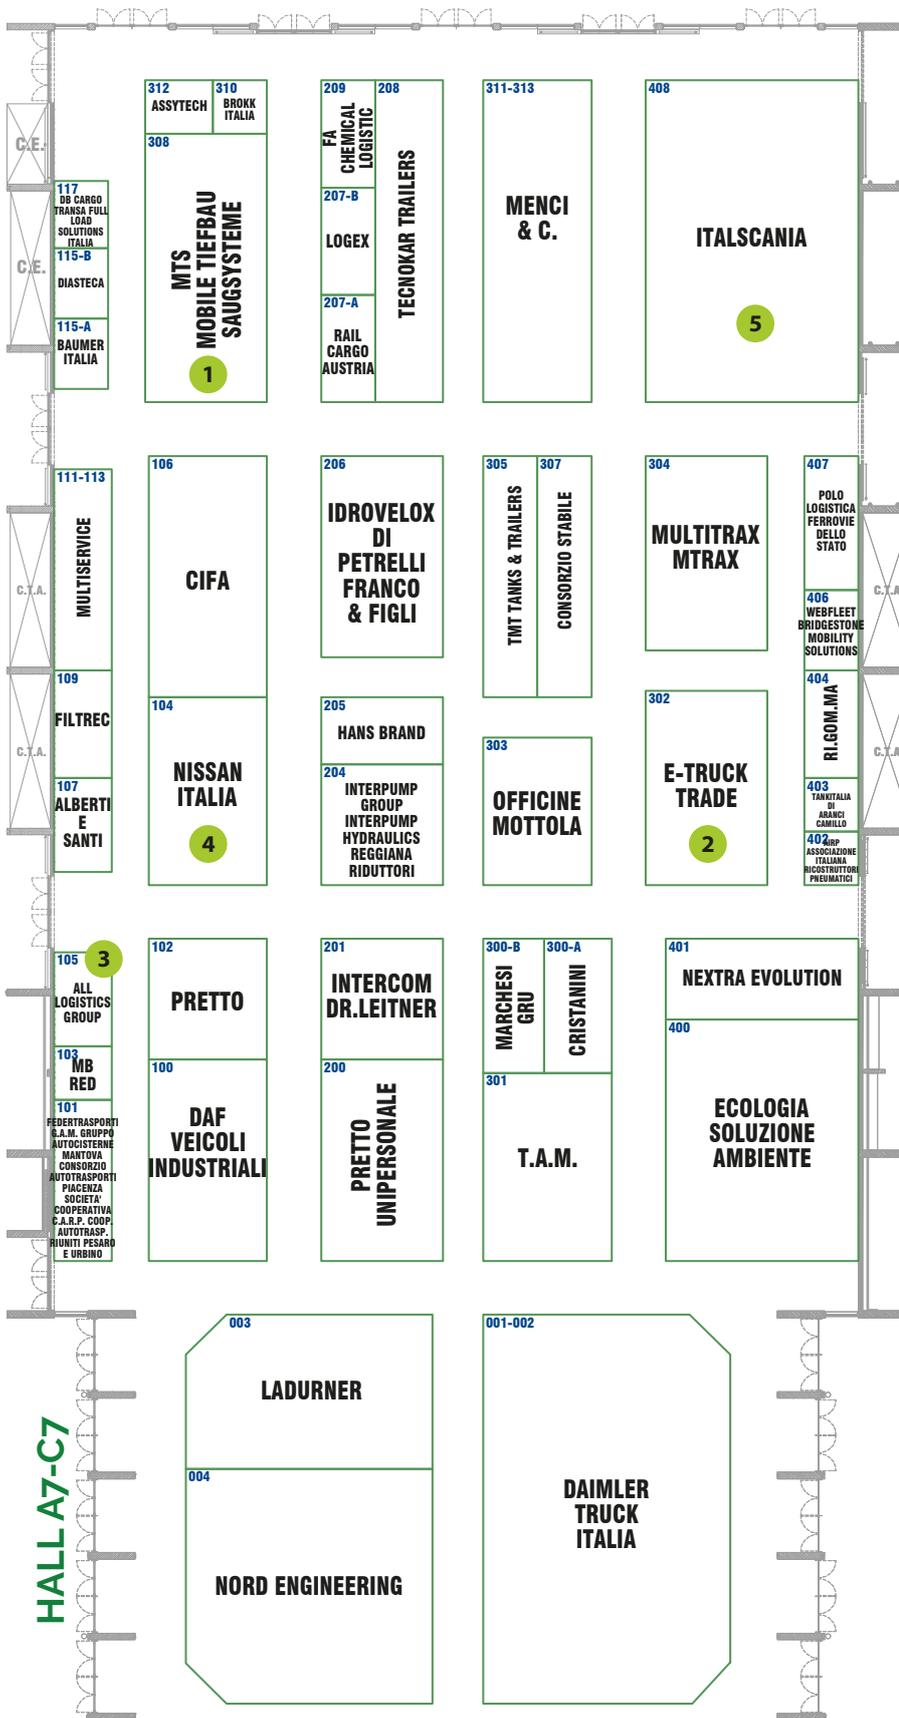 312
ASSYTECH
310
BROKK
ITALIA
209
FA
CHEMICAL
LOGISTIC
208
TECNOKAR TRAILERS
311-313
MENCI
& C.
408
ITALSCANIA
5
308
MTS
MOBILE TIEFBAU
SAUGSYSTEME
1
207-B
LOGEX
207-A
RAIL
CARGO
AUSTRIA
C.E.
C.E.
117
DB CARGO
TRANSA FULL
LOAD
SOLUTIONS
ITALIA
115-B
DIASTECA
115-A
BAUMER
ITALIA
111-113
MULTISERVICE
106
CIFA
206
IDROVELOX
DI
PETRELLI
FRANCO
& FIGLI
305
TMT TANKS & TRAILERS
307
CONSORZIO STABILE
304
MULTITRAX
MTRAX
407
POLO
LOGISTICA
FERROVIE
DELLO
STATO
406
WEBFLEET
BRIDGESTONE
MOBILITY
SOLUTIONS
C.T.A.
C.T.A.
C.T.A
C.T.A
109
FILTREC
107
ALBERTI
E
SANTI
104
NISSAN
ITALIA
4
205
HANS BRAND
204
INTERPUMP
GROUP
INTERPUMP
HYDRAULICS
REGGIANA
RIDUTTORI
303
OFFICINE
MOTTOLA
302
E-TRUCK
TRADE
2
404
RI.GOM.MA
403
TANKITALIA
DI
ARANCI
CAMILLO
402
AIRP
ASSOCIAZIONE
ITALIANA
RICOSTRUTTORI
PNEUMATICI
105
3
ALL
LOGISTICS
GROUP
103
MB
RED
101
FEDERTRASPORTI
G.A.M. GRUPPO
AUTOCISTERNE
MANTOVA
CONSORZIO
AUTOTRASPORTI
PIACENZA
SOCIETA'
COOPERATIVA
C.A.R.P. COOP.
AUTOTRASP.
RIUNITI PESARO
E URBINO
102
PRETTO
100
DAF
VEICOLI
INDUSTRIALI
201
INTERCOM
DR.LEITNER
200
PRETTO
UNIPERSONALE
300-B
MARCHESI
GRU
300-A
CRISTANINI
301
T.A.M.
401
NEXTRA EVOLUTION
400
ECOLOGIA
SOLUZIONE
AMBIENTE
003
LADURNER
004
NORD ENGINEERING
001-002
DAIMLER
TRUCK
ITALIA
HALL A7-C7